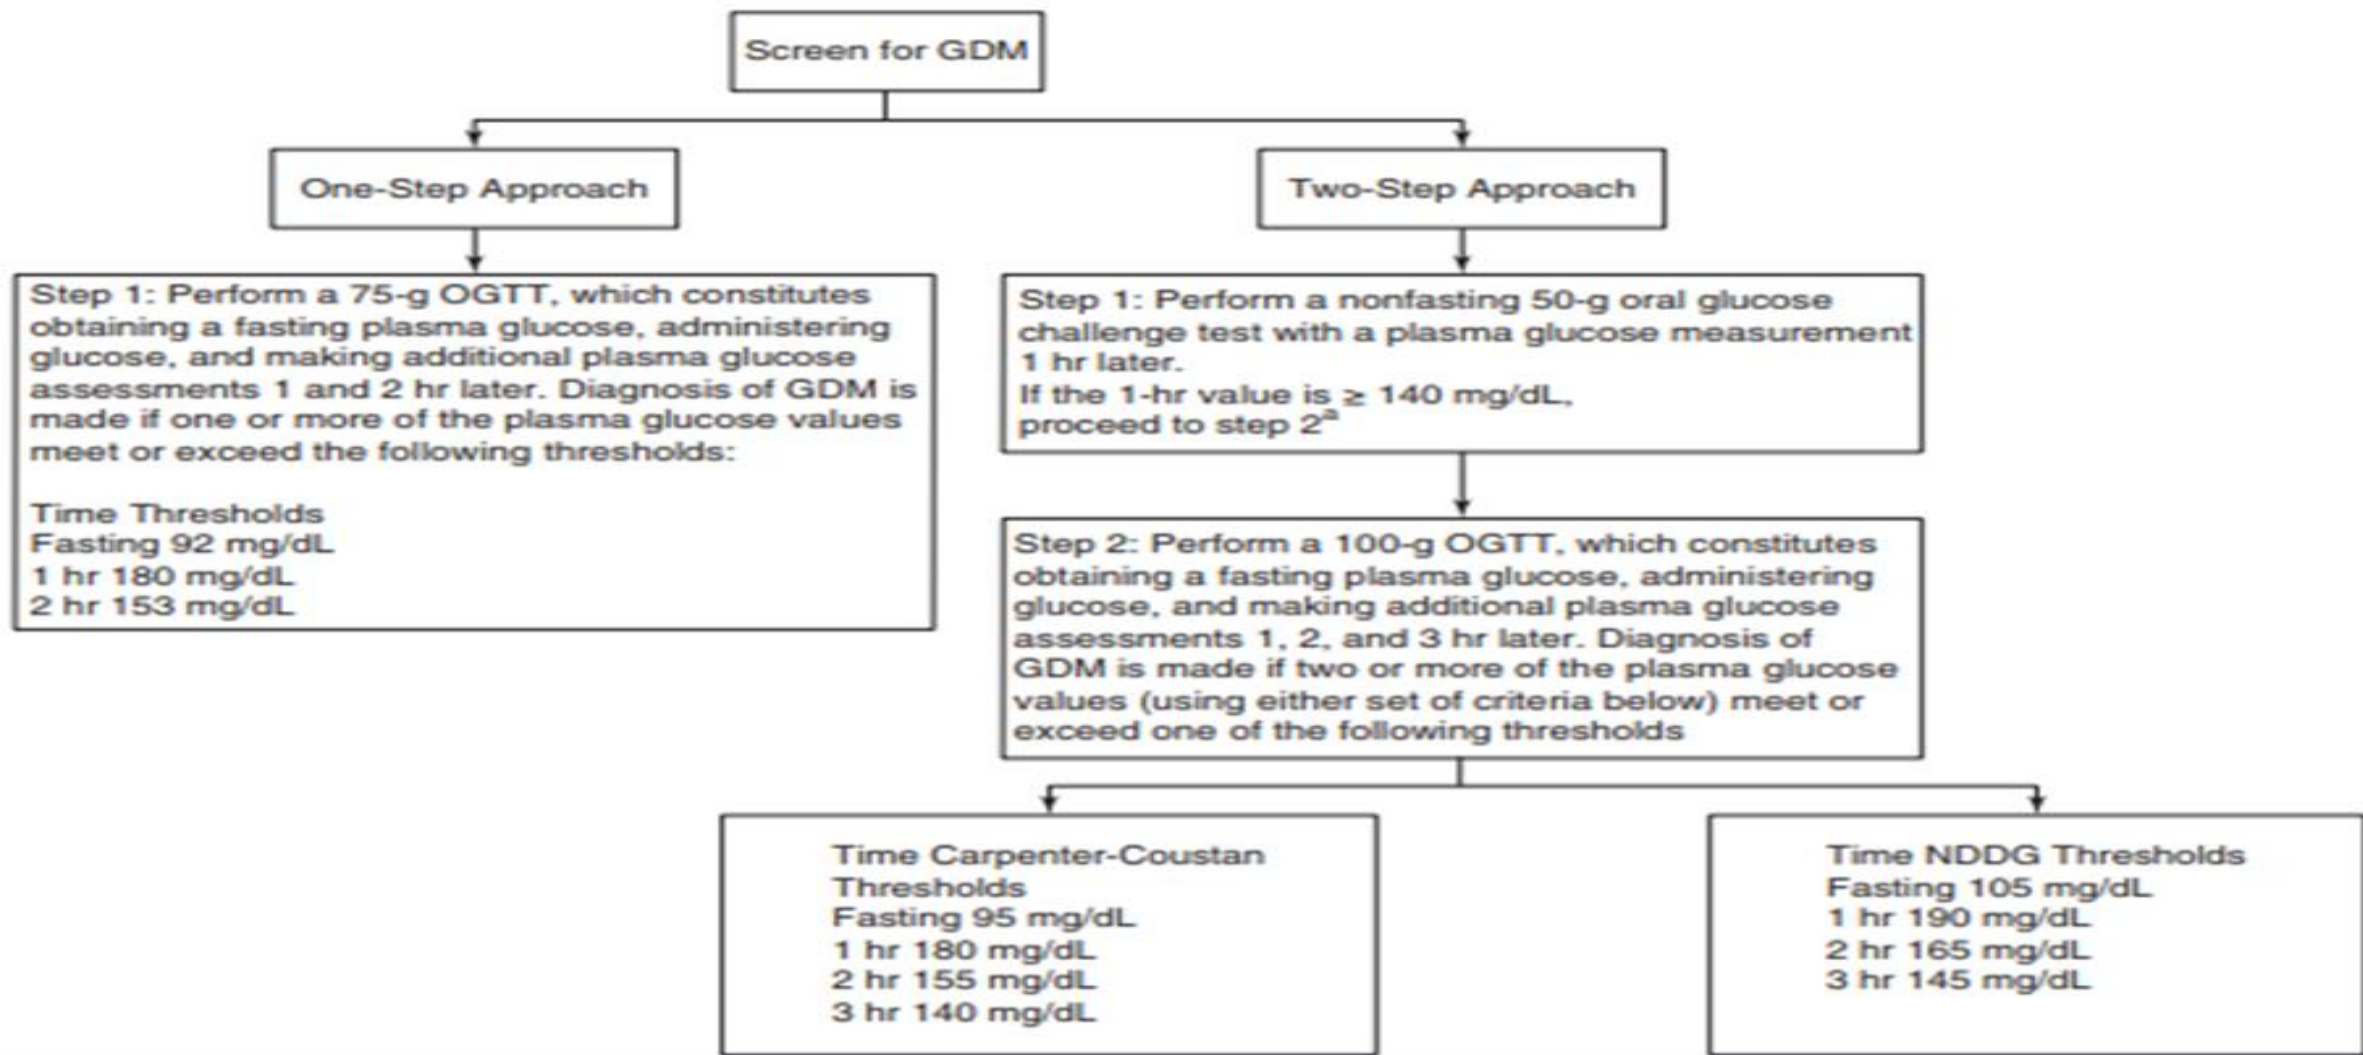 Screen for GDM
One-Step Approach
Two-Step Approach
Step 1: Perform a 75-g OGTT, which constitutes
obtaining a fasting plasma glucose, administering
glucose, and making additional plasma glucose
assessments 1 and 2 hr later. Diagnosis of GDM is
made if one or more of the plasma glucose values
meet or exceed the following thresholds:
Time Thresholds
Fasting 92 mg/dL
1 hr 180 mg/dL
2 hr 153 mg/dL
Step 1: Perform a nonfasting 50-g oral glucose
challenge test with a plasma glucose measurement
1 hr later.
If the 1-hr value is ≥ 140 mg/dL,
proceed to step 2ᵃ
Step 2: Perform a 100-g OGTT, which constitutes
obtaining a fasting plasma glucose, administering
glucose, and making additional plasma glucose
assessments 1, 2, and 3 hr later. Diagnosis of
GDM is made if two or more of the plasma glucose
values (using either set of criteria below) meet or
exceed one of the following thresholds
Time Carpenter-Coustan
Thresholds
Fasting 95 mg/dL
1 hr 180 mg/dL
2 hr 155 mg/dL
3 hr 140 mg/dL
Time NDDG Thresholds
Fasting 105 mg/dL
1 hr 190 mg/dL
2 hr 165 mg/dL
3 hr 145 mg/dL